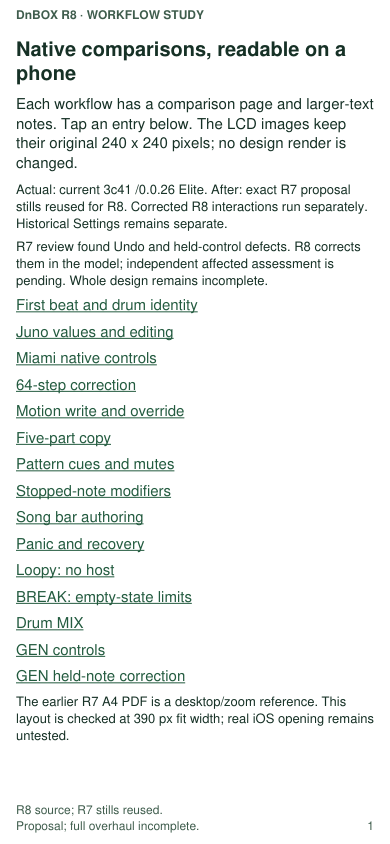 DnBOX R8 · WORKFLOW STUDY
Native comparisons, readable on a
phone
Each workflow has a comparison page and larger-text
notes. Tap an entry below. The LCD images keep
their original 240 x 240 pixels; no design render is
changed.
Actual: current 3c41 /0.0.26 Elite. After: exact R7 proposal
stills reused for R8. Corrected R8 interactions run separately.
Historical Settings remains separate.
R7 review found Undo and held-control defects. R8 corrects
them in the model; independent affected assessment is
pending. Whole design remains incomplete.
First beat and drum identity
Juno values and editing
Miami native controls
64-step correction
Motion write and override
Five-part copy
Pattern cues and mutes
Stopped-note modifiers
Song bar authoring
Panic and recovery
Loopy: no host
BREAK: empty-state limits
Drum MIX
GEN controls
GEN held-note correction
The earlier R7 A4 PDF is a desktop/zoom reference. This
layout is checked at 390 px fit width; real iOS opening remains
untested.
R8 source; R7 stills reused.
Proposal; full overhaul incomplete. 1